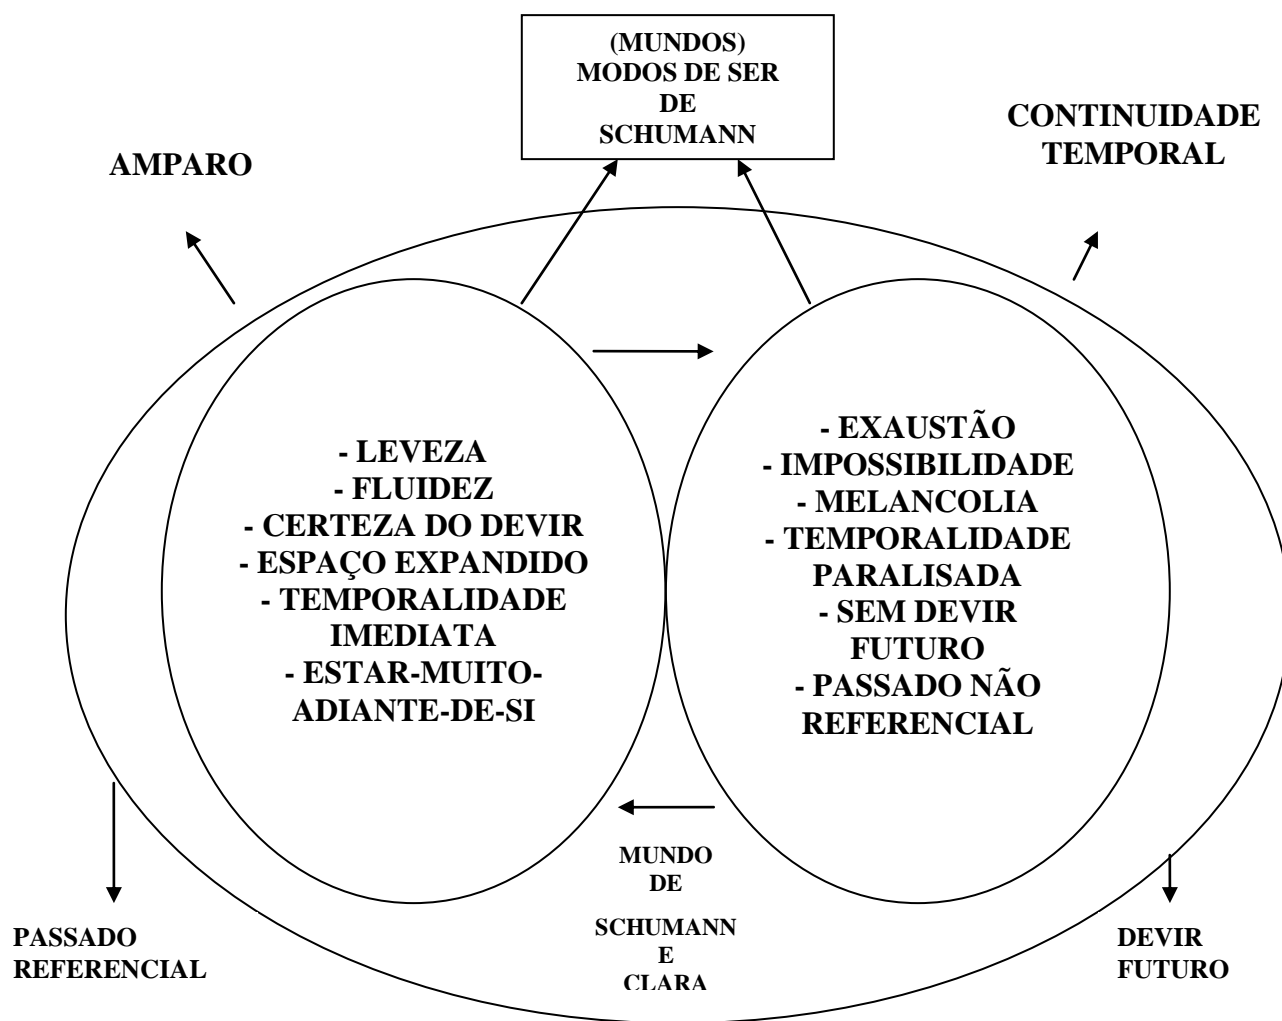 (MUNDOS)
MODOS DE SER
DE
SCHUMANN
CONTINUIDADE
TEMPORAL
AMPARO
- LEVEZA
- FLUIDEZ
- CERTEZA DO DEVIR
- ESPAÇO EXPANDIDO
- TEMPORALIDADE
IMEDIATA
- ESTAR-MUITO-
ADIANTE-DE-SI
- EXAUSTÃO
- IMPOSSIBILIDADE
- MELANCOLIA
- TEMPORALIDADE
PARALISADA
- SEM DEVIR
FUTURO
- PASSADO NÃO
REFERENCIAL
MUNDO
DE
SCHUMANN
E
CLARA
PASSADO
REFERENCIAL
DEVIR
FUTURO